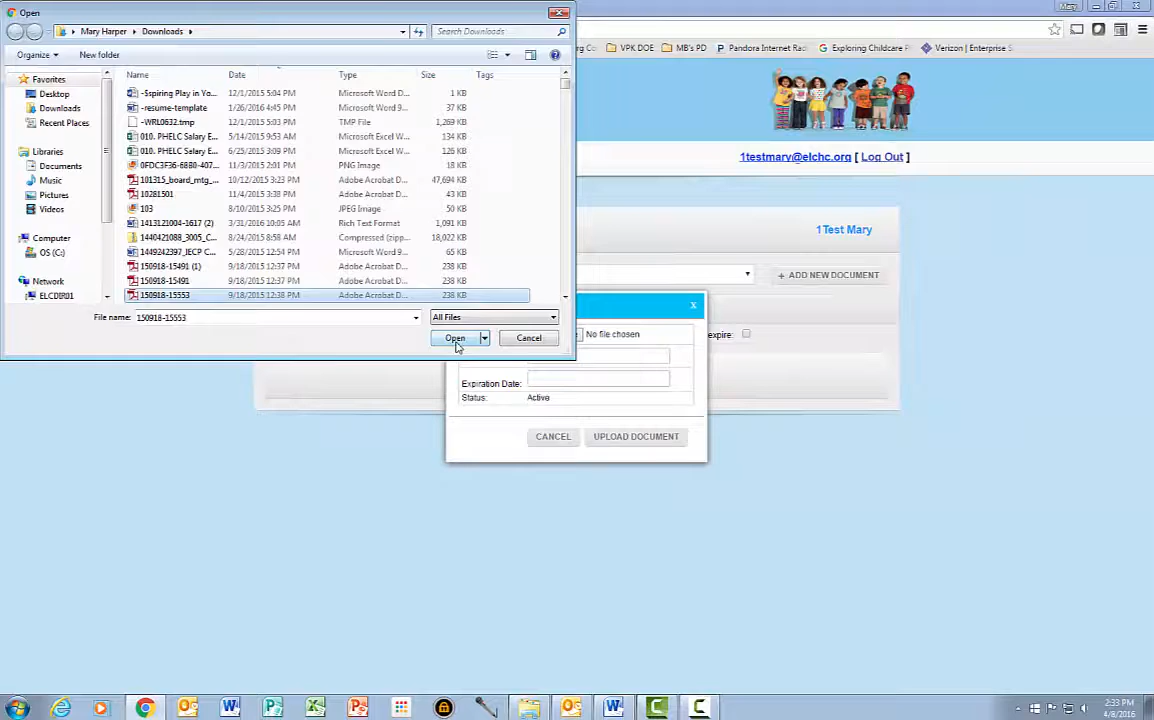 Open
Mary
Mary Harper ▸ Downloads ▸
Search Downloads
Organize
New folder
VPK DOE
MB's PD
Pandora Internet Rad
Exploring Childcare
Verizon | Enterprise S
Favorites
Desktop
Downloads
Recent Places
Libraries
Documents
Music
Pictures
Videos
Computer
OS (C:)
Network
ELCDIR01
Name Date Type Size Tags
~$spiring Play in Yo... 12/1/2015 5:04 PM Microsoft Word D... 1 KB
-resume-template 1/26/2016 4:45 PM Microsoft Word 9... 37 KB
~WRL0632.tmp 12/1/2015 5:03 PM TMP File 1,269 KB
010. PHELC Salary E... 5/14/2015 9:53 AM Microsoft Excel W... 134 KB
010. PHELC Salary E... 6/25/2015 3:09 PM Microsoft Excel W... 126 KB
0FDC3F36-6880-407... 11/3/2015 2:01 PM PNG Image 18 KB
101315_board_mtg_... 10/12/2015 3:23 PM Adobe Acrobat D... 47,694 KB
10281501 11/4/2015 3:38 PM Adobe Acrobat D... 43 KB
103 8/10/2015 3:25 PM JPEG Image 50 KB
1413121004-1617 (2) 3/31/2016 10:05 AM Rich Text Format 1,091 KB
1440421088_3005_C... 8/24/2015 8:58 AM Compressed (zipp... 18,022 KB
1449242397_IECP C... 5/28/2015 12:54 PM Microsoft Word 9... 65 KB
150918-15491 (1) 9/18/2015 12:37 PM Adobe Acrobat D... 238 KB
150918-15491 9/18/2015 12:37 PM Adobe Acrobat D... 238 KB
150918-15553 9/18/2015 12:38 PM Adobe Acrobat D... 238 KB
File name: 150918-15553
All Files
Open
Cancel
1testmary@elchc.org [ Log Out ]
1Test Mary
+ ADD NEW DOCUMENT
expire:
X
No file chosen
Expiration Date:
Status: Active
CANCEL
UPLOAD DOCUMENT
2:33 PM
4/8/2016